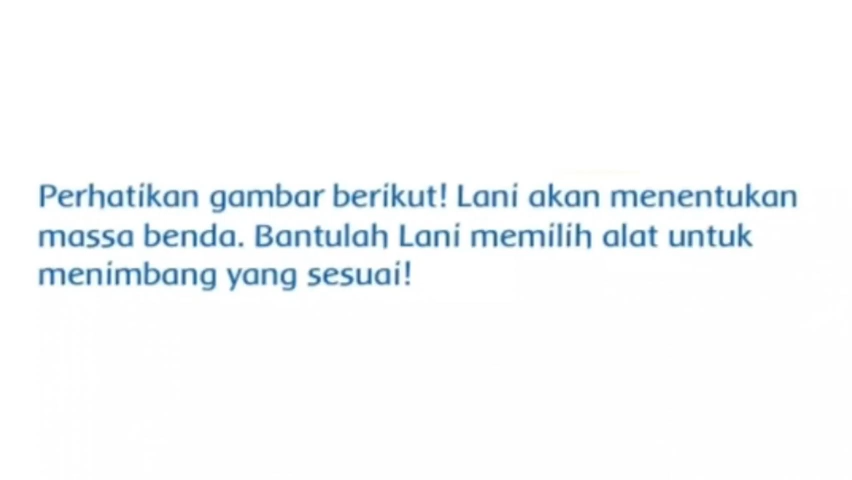 Perhatikan gambar berikut! Lani akan menentukan
massa benda. Bantulah Lani memilih alat untuk
menimbang yang sesuai!